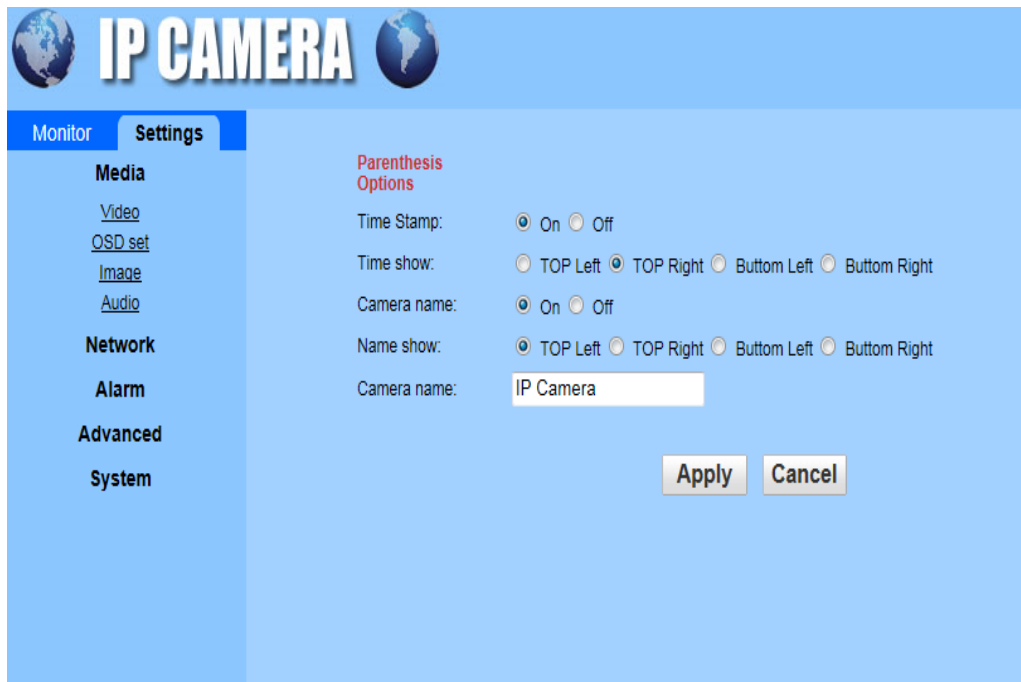 IP CAMERA
Monitor
Settings
Media
Video
OSD set
Image
Audio
Network
Alarm
Advanced
System
Parenthesis
Options
Time Stamp: On Off
Time show: TOP Left TOP Right Buttom Left Buttom Right
Camera name: On Off
Name show: TOP Left TOP Right Buttom Left Buttom Right
Camera name: IP Camera
Apply Cancel